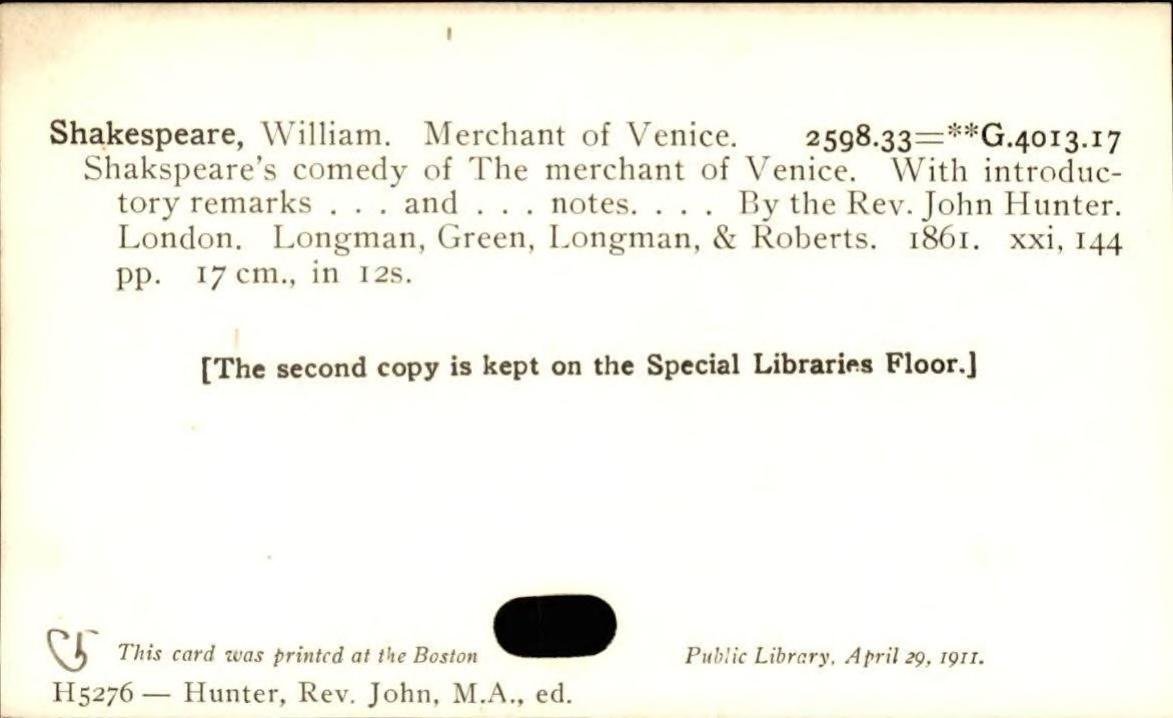 Shakespeare, William. Merchant of Venice. 2598.33=**G.4013.17
Shakspeare's comedy of The merchant of Venice. With introduc-
tory remarks . . . and . . . notes. . . . By the Rev. John Hunter.
London. Longman, Green, Longman, & Roberts. 1861. xxi, 144
pp. 17 cm., in 12s.
[The second copy is kept on the Special Libraries Floor.]
This card was printed at the Boston Public Library, April 29, 1911.
H5276 — Hunter, Rev. John, M.A., ed.